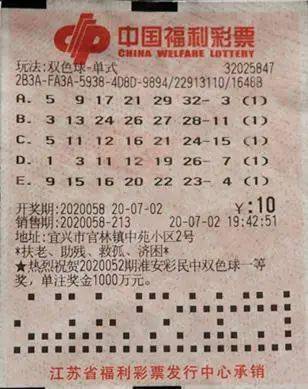 中国福利彩票
CHINA WELFARE LOTTERY
玩法:双色球-单式 32025847
2B3A-FA3A-5938-4D8D-9894/22913110/1646B
A. 5 9 17 21 29 32- 3 (1)
B. 3 13 24 26 27 28-11 (1)
C. 5 11 12 16 21 24-15 (1)
D. 1 3 11 12 19 26- 7 (1)
E. 9 15 16 20 22 23- 4 (1)
开奖期:2020058 20-07-02 ¥:10
销售期:2020058-213 20-07-02 19:42:51
地址:宜兴市官林镇中苑小区2号
*扶老、助残、救孤、济困*
★热烈祝贺2020052期淮安彩民中双色球一等
奖,单注奖金1000万元。
江苏省福利彩票发行中心承销